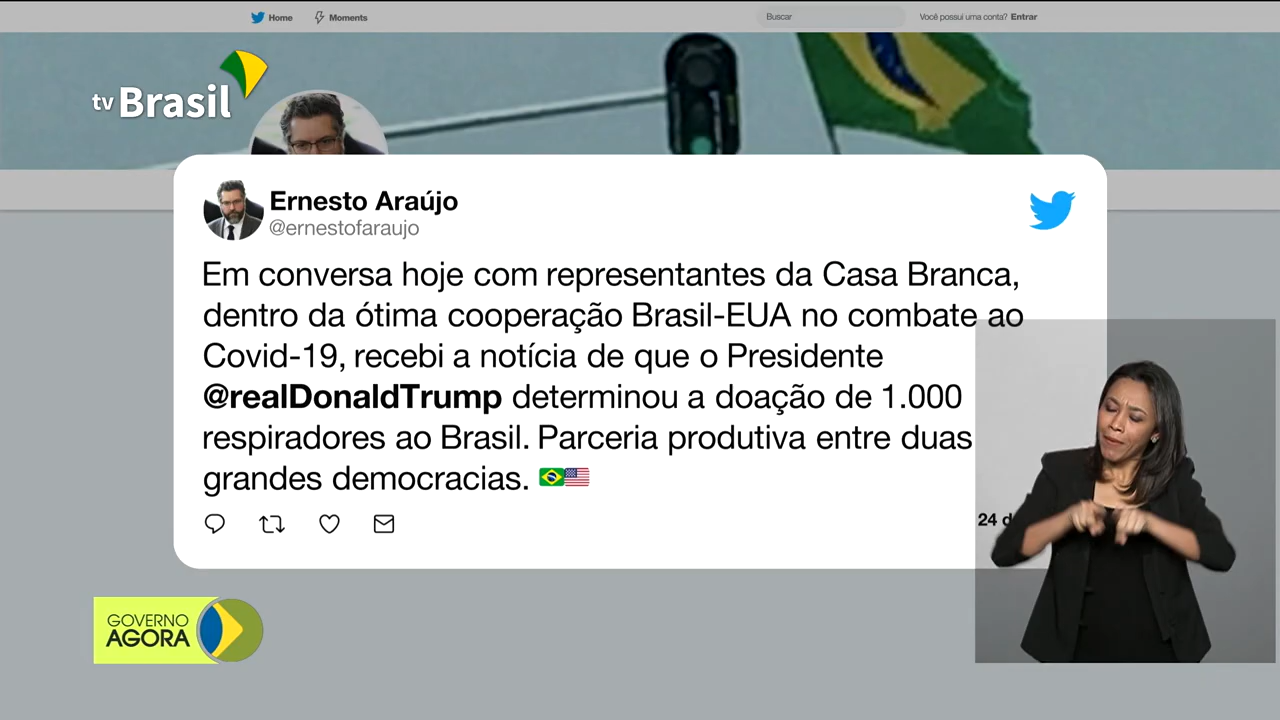 Home
Moments
Buscar
Você possui uma conta? Entrar
tv Brasil
Ernesto Araújo
@ernestofaraujo
Em conversa hoje com representantes da Casa Branca,
dentro da ótima cooperação Brasil-EUA no combate ao
Covid-19, recebi a notícia de que o Presidente
@realDonaldTrump determinou a doação de 1.000
respiradores ao Brasil. Parceria produtiva entre duas
grandes democracias.
24 d
GOVERNO
AGORA